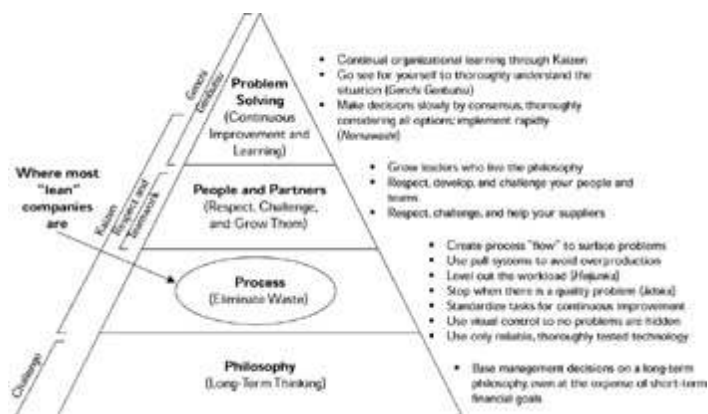 Genchi
Genbutsu
Problem
Solving
(Continuous
Improvement and
Learning)
▪ Continual organizational learning through Kaizen
▪ Go see for yourself to thoroughly understand the
situation (Genchi Genbutsu)
▪ Make decisions slowly by consensus, thoroughly
considering all options; implement rapidly
(Nemawashi)
Where most
"lean"
companies
are
Kaizen
Respect and
Teamwork
People and Partners
(Respect, Challenge,
and Grow Them)
▪ Grow leaders who live the philosophy
▪ Respect, develop, and challenge your people and
teams
▪ Respect, challenge, and help your suppliers
Process
(Eliminate Waste)
▪ Create process "flow" to surface problems
▪ Use pull systems to avoid overproduction
▪ Level out the workload (Heijunka)
▪ Stop when there is a quality problem (Jidoka)
▪ Standardize tasks for continuous improvement
▪ Use visual control to no problems are hidden
▪ Use only reliable, thoroughly tested technology
Challenge
Philosophy
(Long-Term Thinking)
▪ Base management decisions on a long-term
philosophy, even at the expense of short-term
financial goals